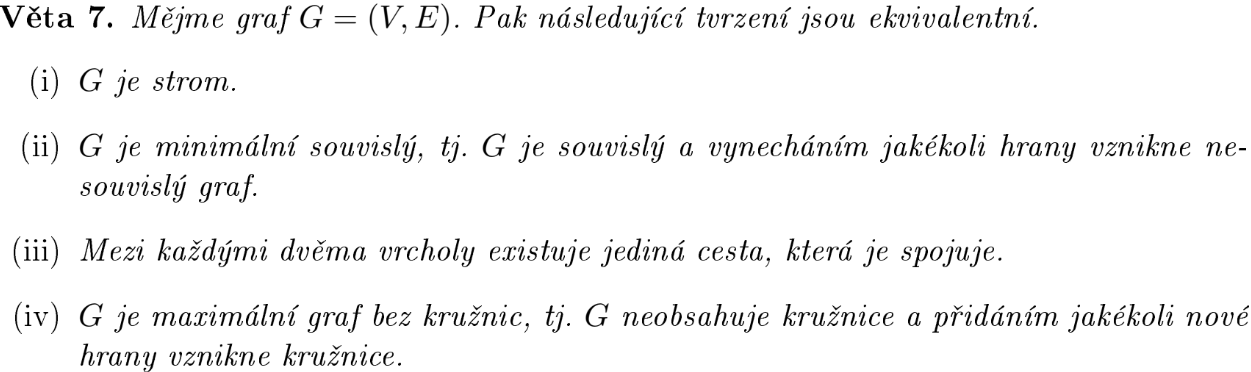 Věta 7. Mějme graf G = (V, E). Pak následující tvrzení jsou ekvivalentní.
(i) G je strom.
(ii) G je minimální souvislý, tj. G je souvislý a vynecháním jakékoli hrany vznikne ne-
souvislý graf.
(iii) Mezi každými dvěma vrcholy existuje jediná cesta, která je spojuje.
(iv) G je maximální graf bez kružnic, tj. G neobsahuje kružnice a přidáním jakékoli nové
hrany vznikne kružnice.